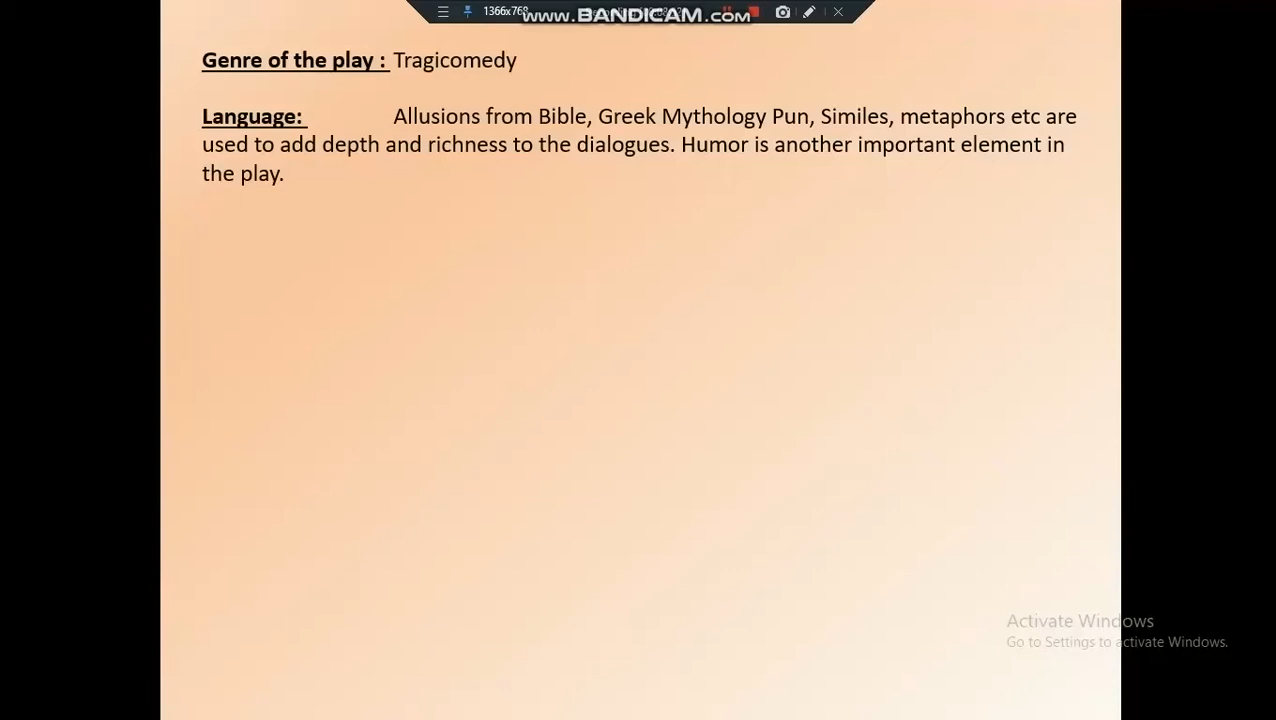 1366x768
www.BANDICAM.com
Genre of the play : Tragicomedy
Language: Allusions from Bible, Greek Mythology Pun, Similes, metaphors etc are
used to add depth and richness to the dialogues. Humor is another important element in
the play.
Activate Windows
Go to Settings to activate Windows.